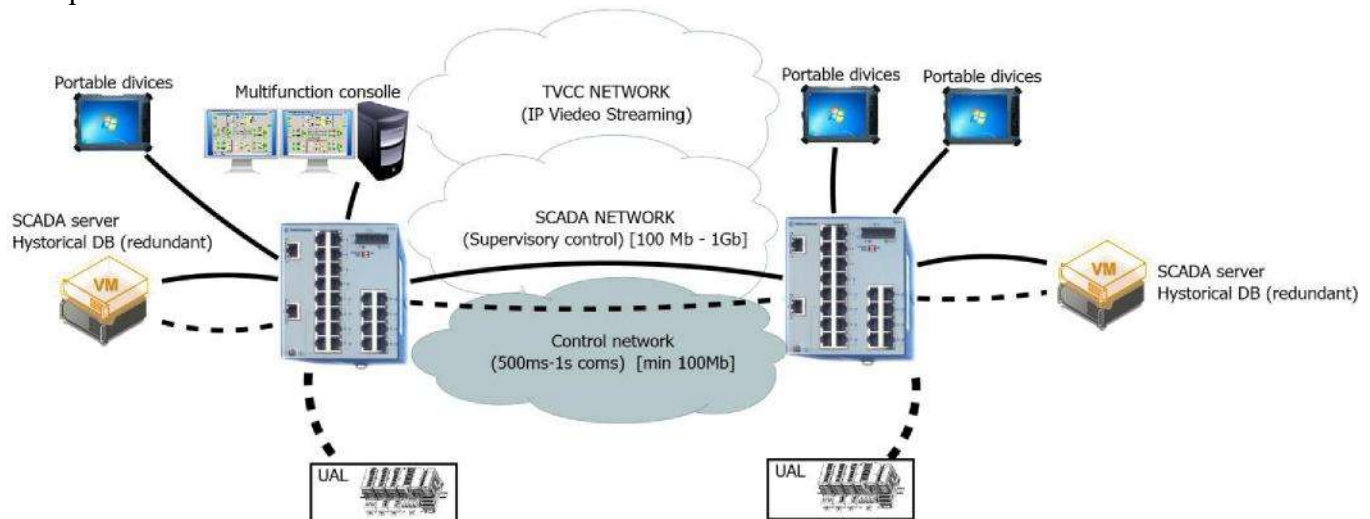 Portable divices
Multifunction consolle
TVCC NETWORK
(IP Viedeo Streaming)
Portable divices
Portable divices
SCADA server
Hystorical DB (redundant)
VM
SCADA NETWORK
(Supervisory control) [100 Mb - 1Gb]
VM
SCADA server
Hystorical DB (redundant)
Control network
(500ms-1s coms) [min 100Mb]
UAL
UAL